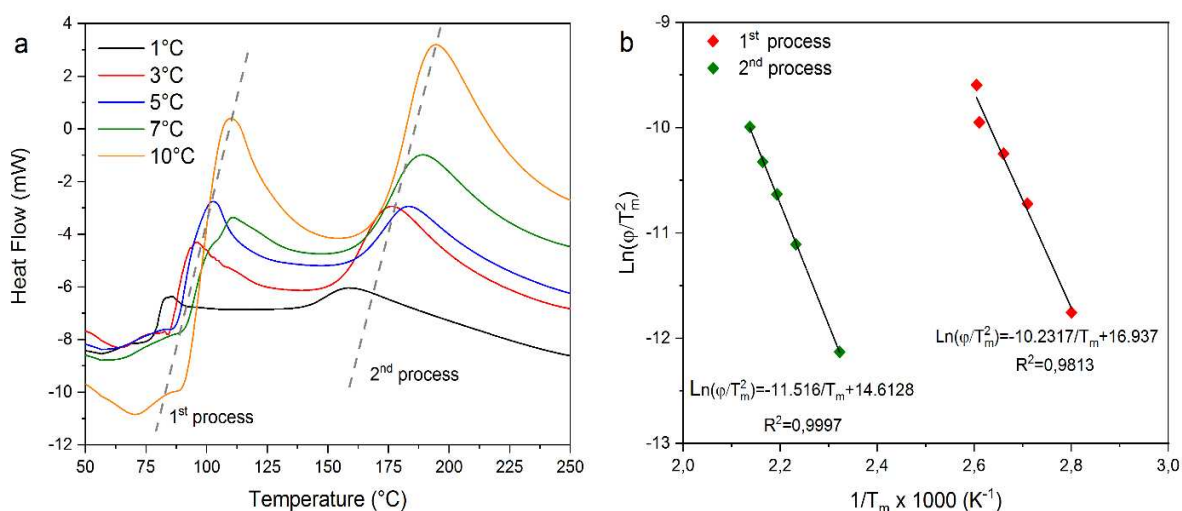 a
4
2
0
-2
-4
-6
-8
-10
-12
Heat Flow (mW)
1°C
3°C
5°C
7°C
10°C
1st process
2nd process
50 75 100 125 150 175 200 225 250
Temperature (°C)
b
-9
-10
-11
-12
-13
Ln(φ/T²m)
1st process
2nd process
Ln(φ/T²m)=-10.2317/Tm+16.937
R²=0,9813
Ln(φ/T²m)=-11.516/Tm+14.6128
R²=0,9997
2,0 2,2 2,4 2,6 2,8 3,0
1/Tm x 1000 (K⁻¹)